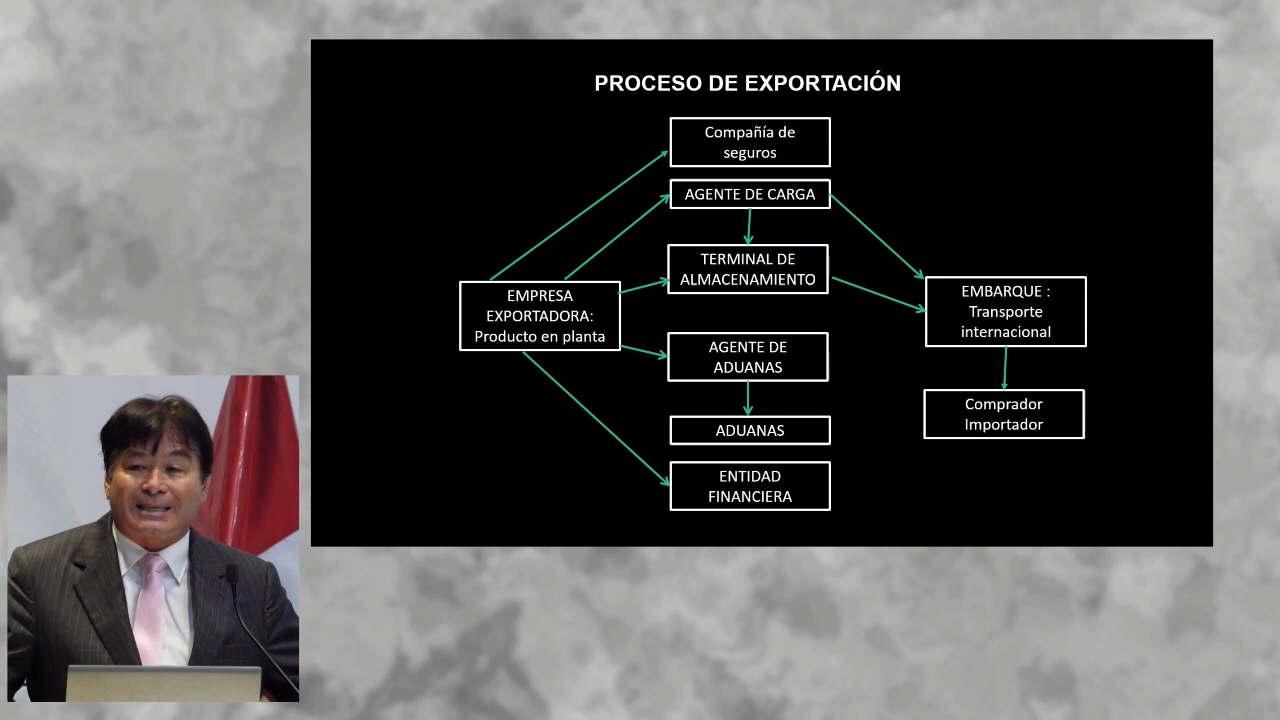 PROCESO DE EXPORTACIÓN
Compañía de
seguros
AGENTE DE CARGA
TERMINAL DE
ALMACENAMIENTO
EMPRESA
EXPORTADORA:
Producto en planta
EMBARQUE :
Transporte
internacional
AGENTE DE
ADUANAS
Comprador
Importador
ADUANAS
ENTIDAD
FINANCIERA